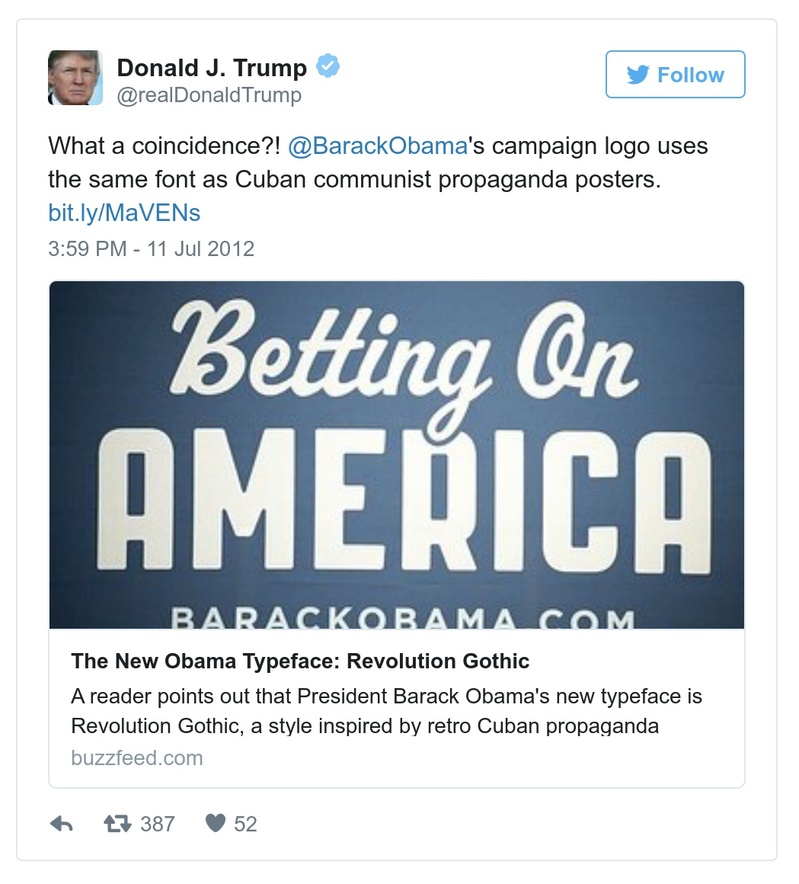 Donald J. Trump
@realDonaldTrump
Follow
What a coincidence?! @BarackObama's campaign logo uses
the same font as Cuban communist propaganda posters.
bit.ly/MaVENs
3:59 PM - 11 Jul 2012
Betting On
AMERICA
BARACKOBAMA.COM
The New Obama Typeface: Revolution Gothic
A reader points out that President Barack Obama's new typeface is
Revolution Gothic, a style inspired by retro Cuban propaganda
buzzfeed.com
387 52